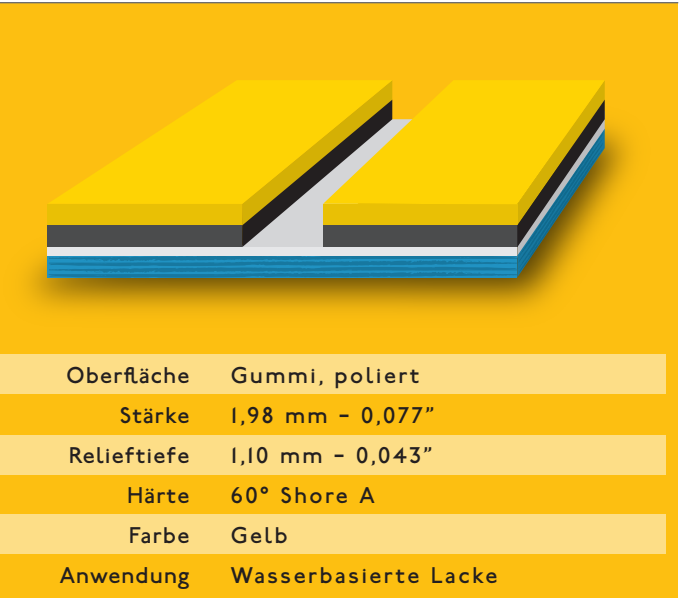 Oberfläche Gummi, poliert
Stärke 1,98 mm – 0,077”
Relieftiefe 1,10 mm – 0,043”
Härte 60° Shore A
Farbe Gelb
Anwendung Wasserbasierte Lacke